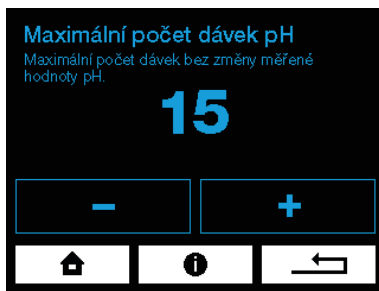 Maximální počet dávek pH
Maximální počet dávek bez změny měřené
hodnoty pH.
15
− +